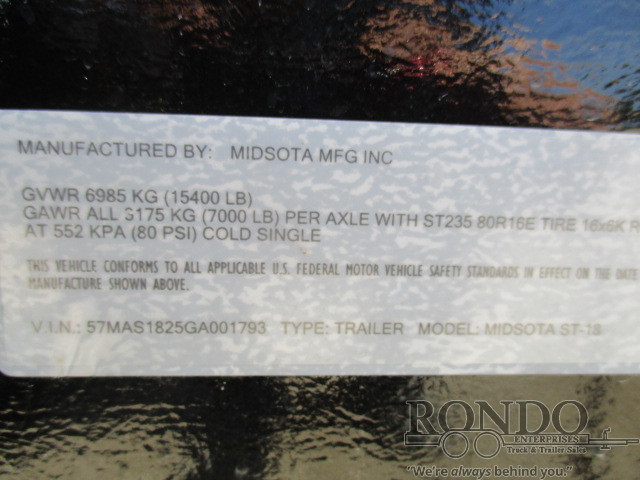 MANUFACTURED BY: MIDSOTA MFG INC
GVWR 6985 KG (15400 LB)
GAWR ALL 3175 KG (7000 LB) PER AXLE WITH ST235 80R16E TIRE 16x6K R
AT 552 KPA (80 PSI) COLD SINGLE
THIS VEHICLE CONFORMS TO ALL APPLICABLE U.S. FEDERAL MOTOR VEHICLE SAFETY STANDARDS IN EFFECT ON THE DATE
MANUFACTURE SHOWN ABOVE.
V.I.N.: 57MAS1825GA001793 TYPE: TRAILER MODEL: MIDSOTA ST-18
RONDO
ENTERPRISES
Truck & Trailer Sales
"We're always behind you."